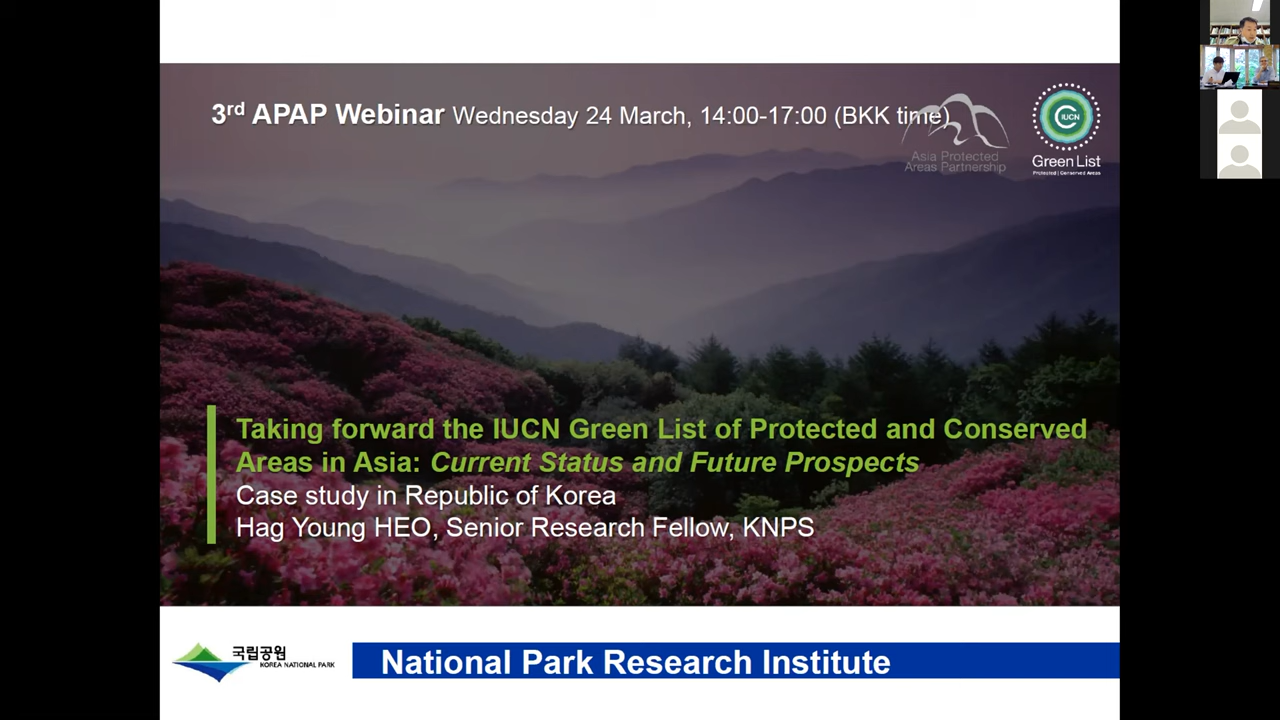 3rd APAP Webinar Wednesday 24 March, 14:00-17:00 (BKK time)
Asia Protected
Areas Partnership
IUCN
Green List
Protected | Conserved Areas
Taking forward the IUCN Green List of Protected and Conserved
Areas in Asia: Current Status and Future Prospects
Case study in Republic of Korea
Hag Young HEO, Senior Research Fellow, KNPS
국립공원
KOREA NATIONAL PARK
National Park Research Institute